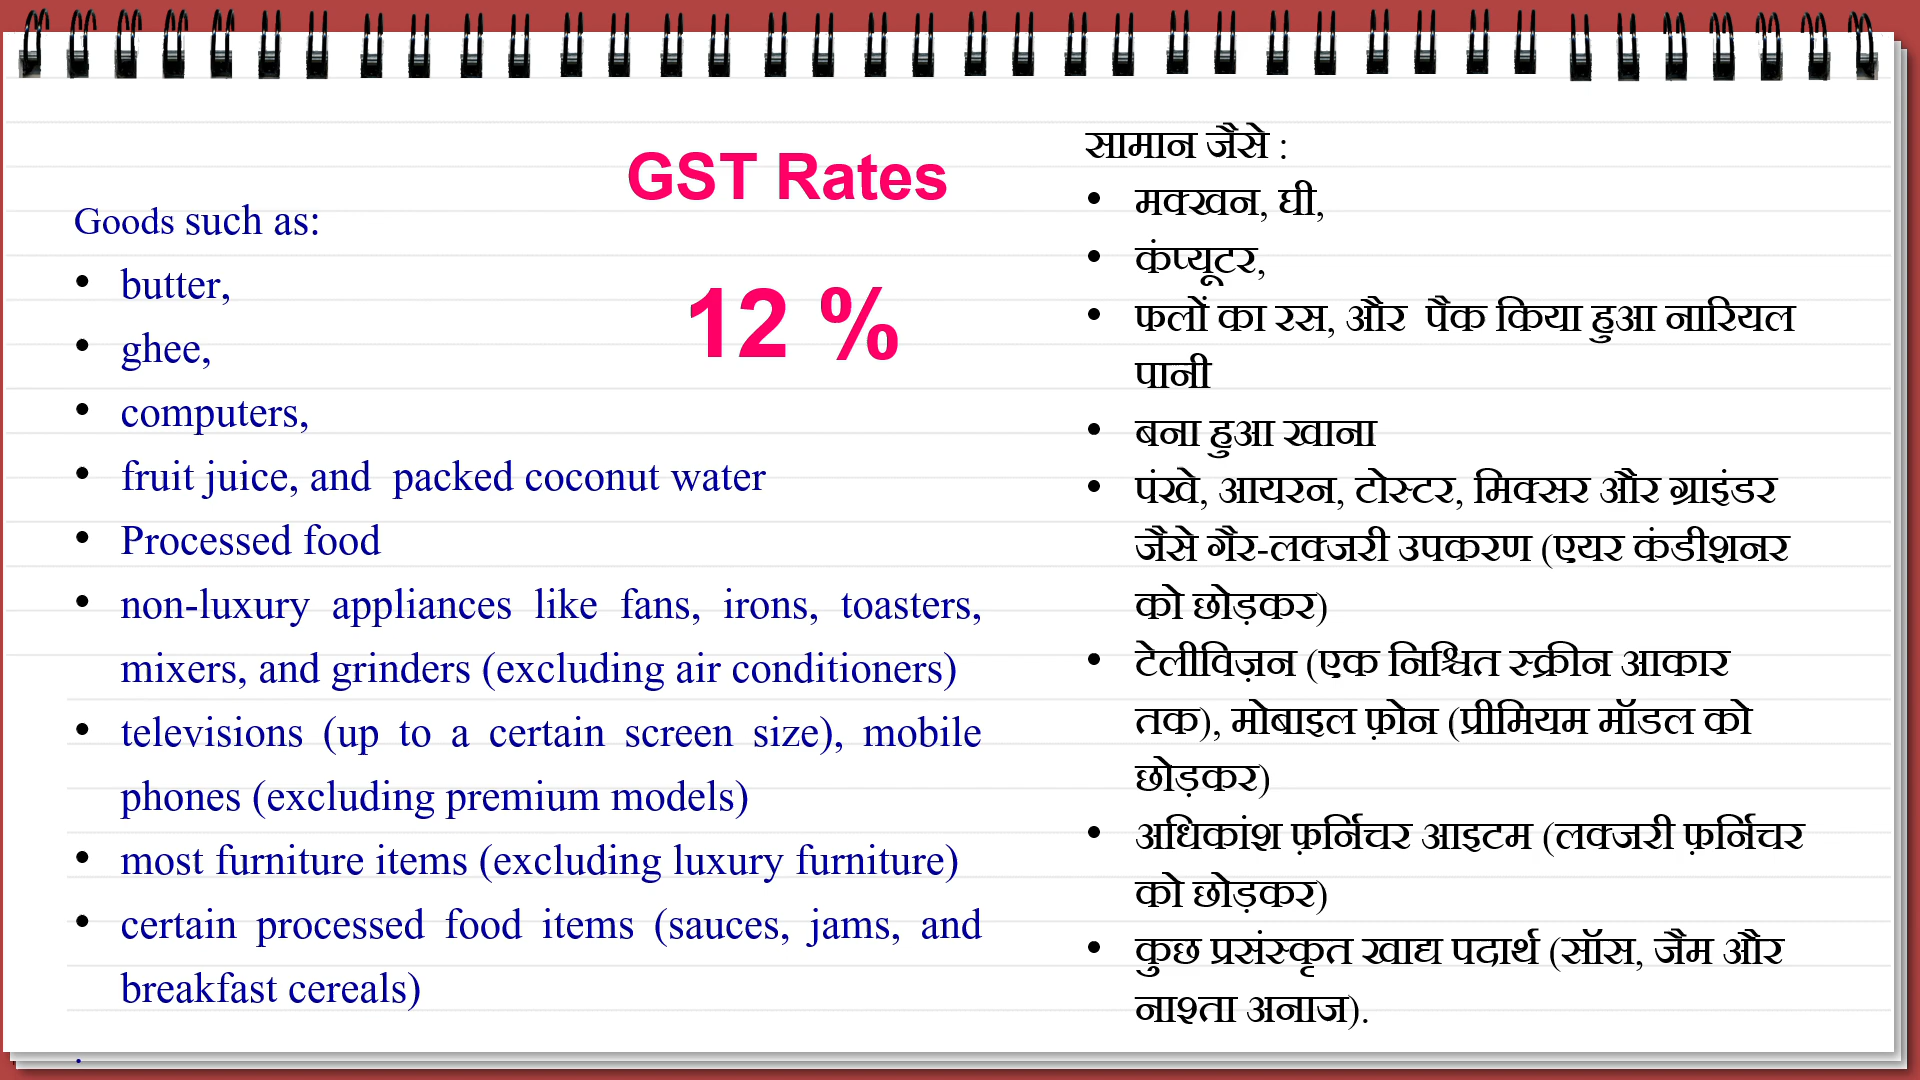 GST Rates
12 %
Goods such as:
• butter,
• ghee,
• computers,
• fruit juice, and  packed coconut water
• Processed food
• non-luxury appliances like fans, irons, toasters,
mixers, and grinders (excluding air conditioners)
• televisions (up to a certain screen size), mobile
phones (excluding premium models)
• most furniture items (excluding luxury furniture)
• certain processed food items (sauces, jams, and
breakfast cereals)
.
सामान जैसे :
• मक्खन, घी,
• कंप्यूटर,
• फलों का रस, और  पैक किया हुआ नारियल
पानी
• बना हुआ खाना
• पंखे, आयरन, टोस्टर, मिक्सर और ग्राइंडर
जैसे गैर-लक्जरी उपकरण (एयर कंडीशनर
को छोड़कर)
• टेलीविज़न (एक निश्चित स्क्रीन आकार
तक), मोबाइल फ़ोन (प्रीमियम मॉडल को
छोड़कर)
• अधिकांश फ़र्निचर आइटम (लक्जरी फ़र्निचर
को छोड़कर)
• कुछ प्रसंस्कृत खाद्य पदार्थ (सॉस, जैम और
नाश्ता अनाज).